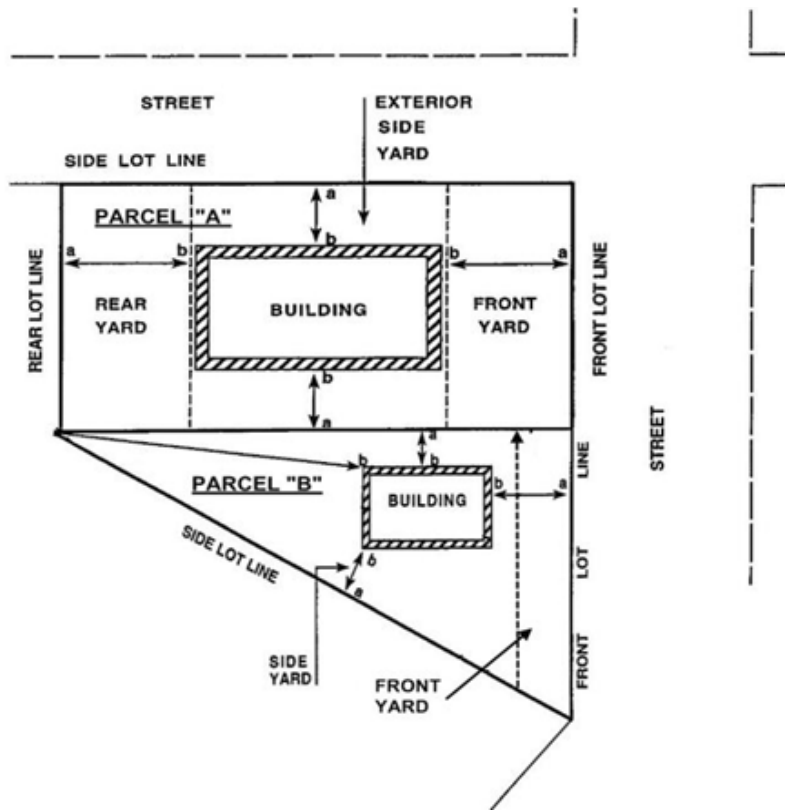 STREET
EXTERIOR
SIDE
YARD
SIDE LOT LINE
PARCEL "A"
a
b
a
b
b
a
REAR LOT LINE
REAR
YARD
BUILDING
FRONT
YARD
FRONT LOT LINE
b
a
STREET
a
b
b
b
a
PARCEL "B"
BUILDING
FRONT LOT LINE
SIDE LOT LINE
b
a
SIDE
YARD
FRONT
YARD